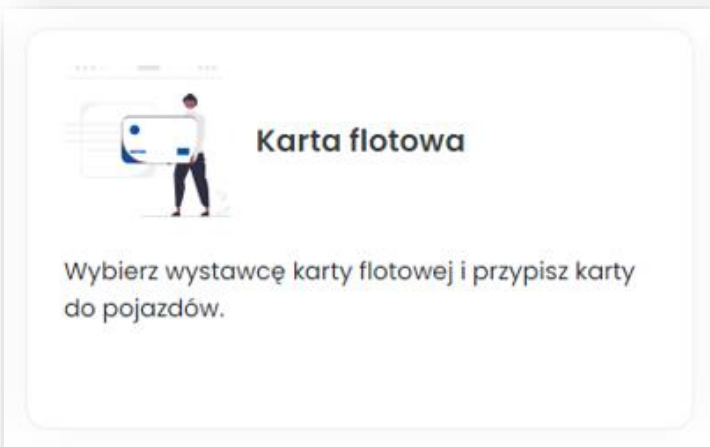 Karta flotowa
Wybierz wystawcę karty flotowej i przypisz karty
do pojazdów.